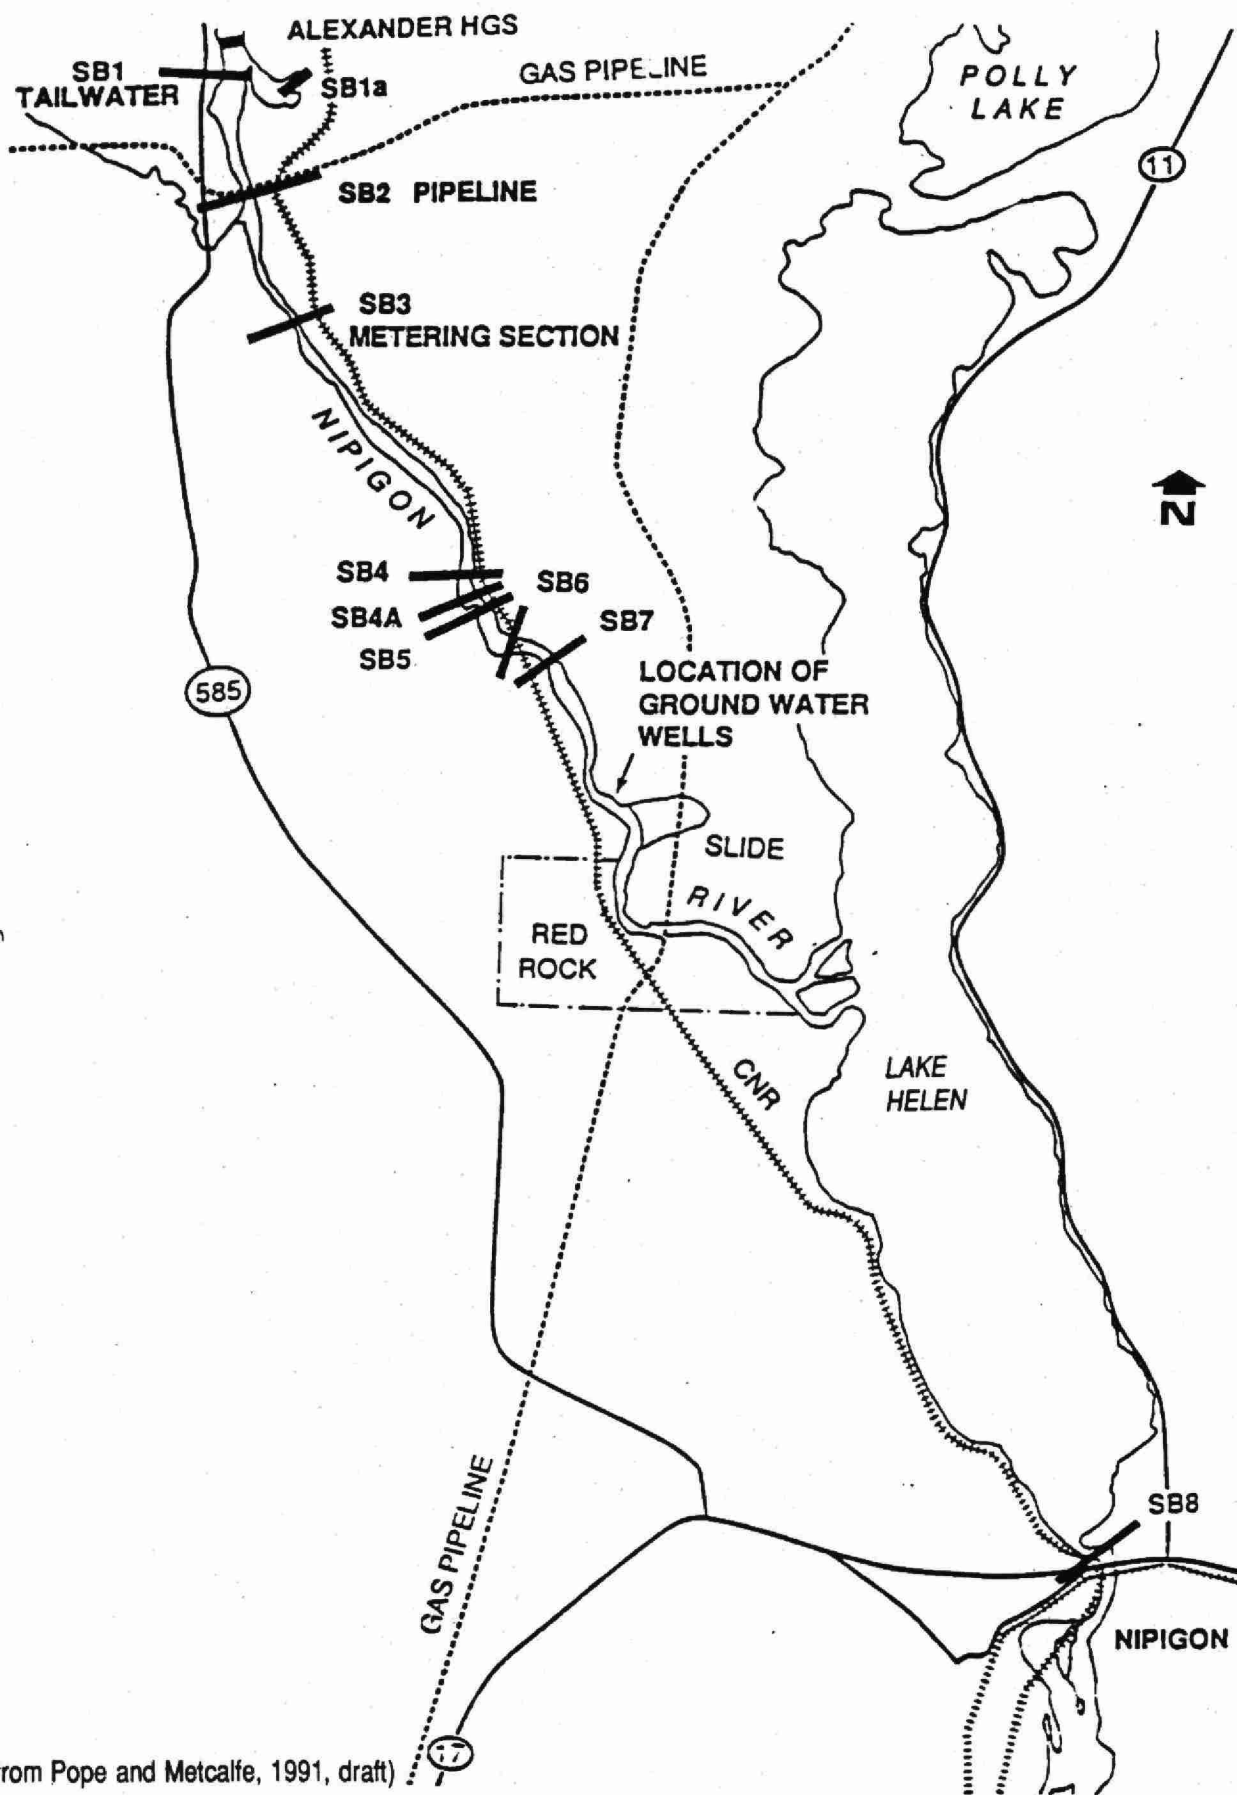 ALEXANDER HGS
SB1
TAILWATER
SB1a
GAS PIPELINE
POLLY
LAKE
11
SB2 PIPELINE
SB3
METERING SECTION
NIPIGON
N
SB4
SB4A
SB5
SB6
SB7
LOCATION OF
GROUND WATER
WELLS
585
SLIDE
RIVER
RED
ROCK
CNR
LAKE
HELEN
GAS PIPELINE
SB8
NIPIGON
17
rom Pope and Metcalfe, 1991, draft)